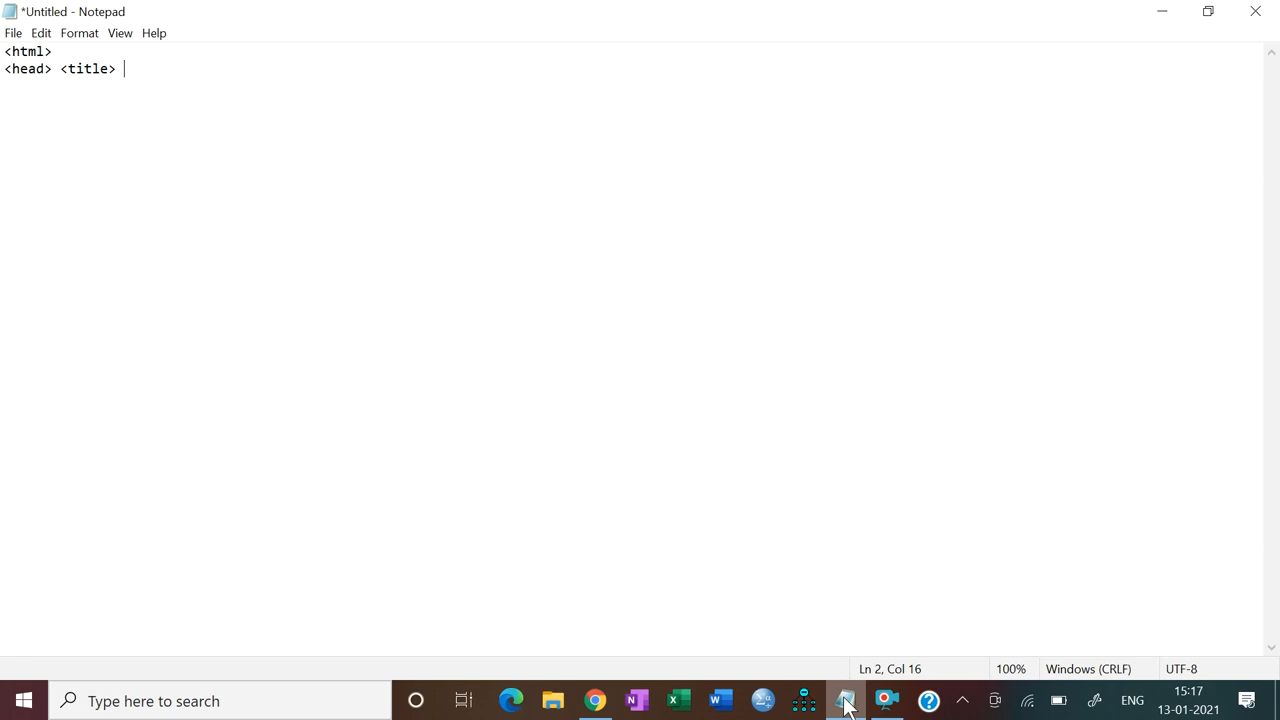 *Untitled - Notepad
File Edit Format View Help
<html>
<head> <title>
Ln 2, Col 16 100% Windows (CRLF) UTF-8
Type here to search
ENG
15:17
13-01-2021